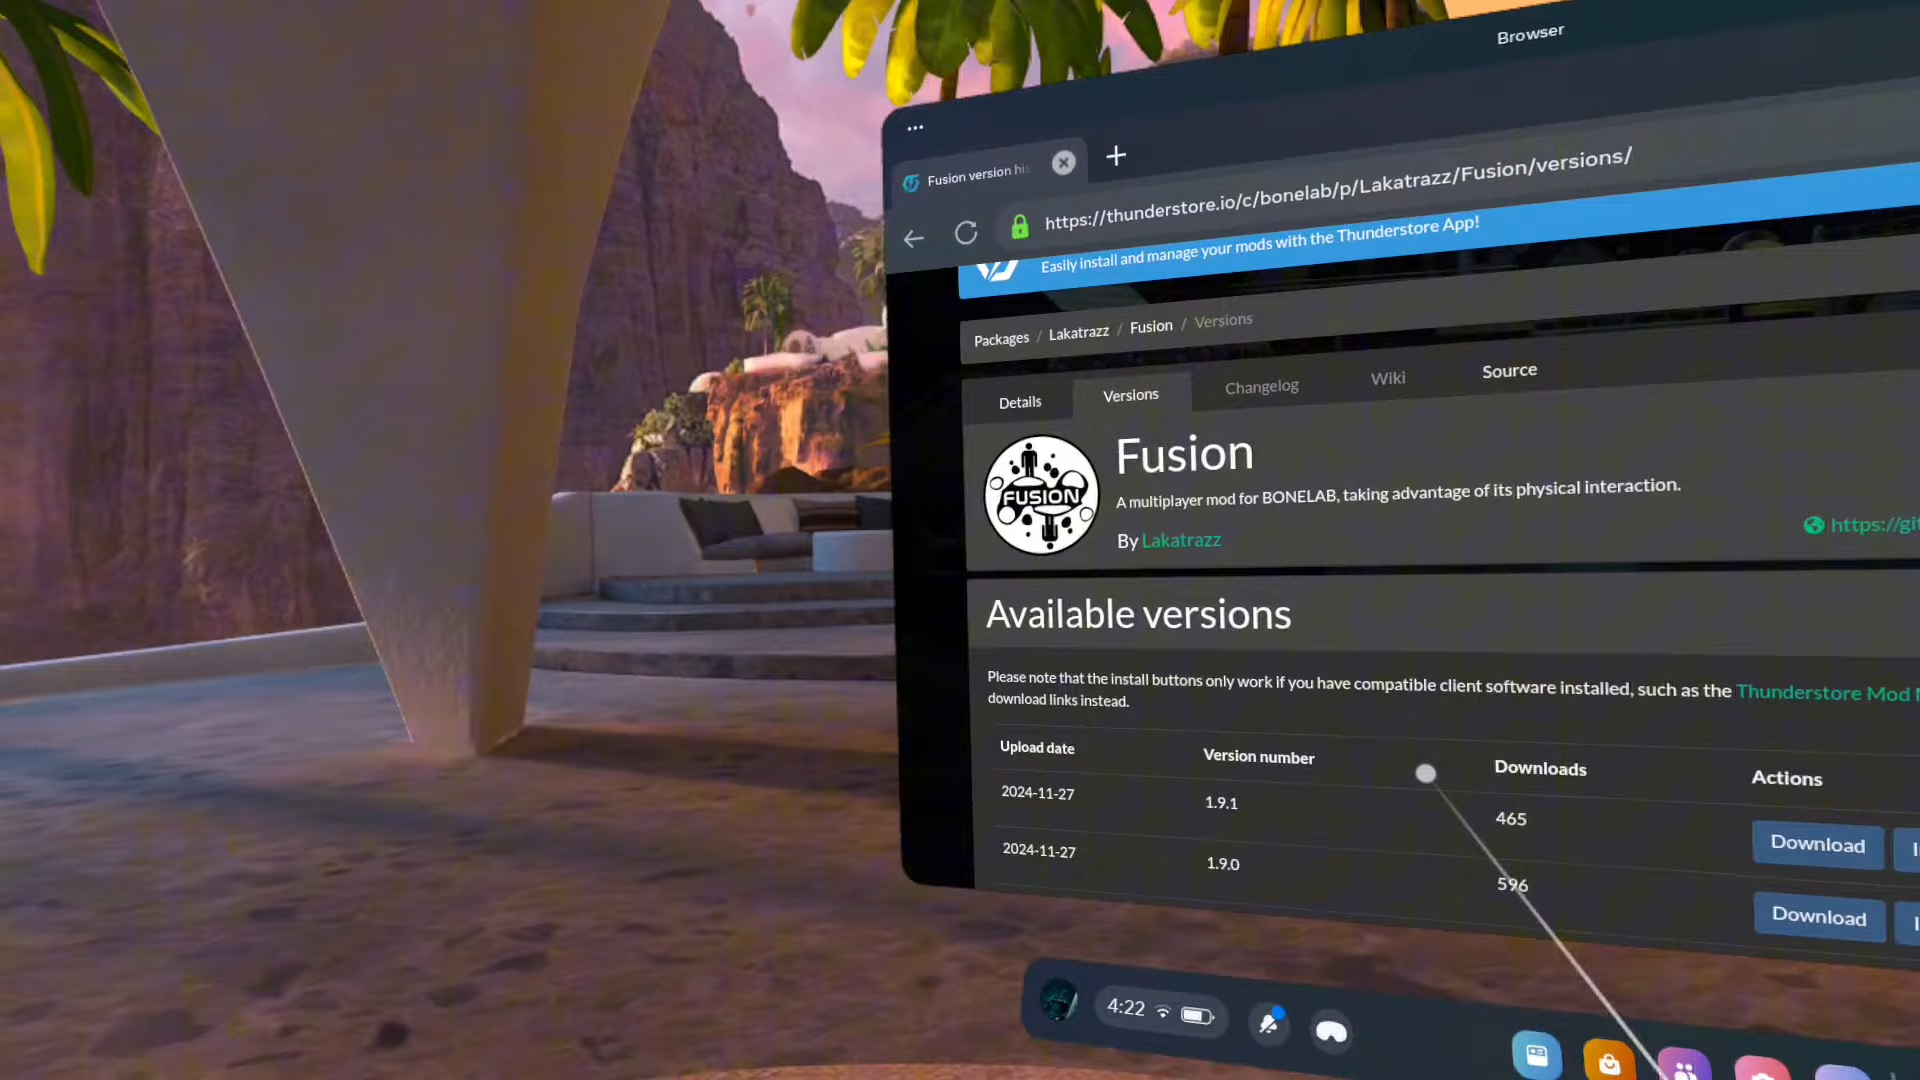 Browser
Fusion version his
https://thunderstore.io/c/bonelab/p/Lakatrazz/Fusion/versions/
Easily install and manage your mods with the Thunderstore App!
Packages / Lakatrazz / Fusion / Versions
Details Versions Changelog Wiki Source
FUSION
Fusion
A multiplayer mod for BONELAB, taking advantage of its physical interaction.
By Lakatrazz
https://git
Available versions
Please note that the install buttons only work if you have compatible client software installed, such as the Thunderstore Mod
download links instead.
Upload date Version number Downloads Actions
2024-11-27 1.9.1 465 Download
2024-11-27 1.9.0 596 Download
4:22